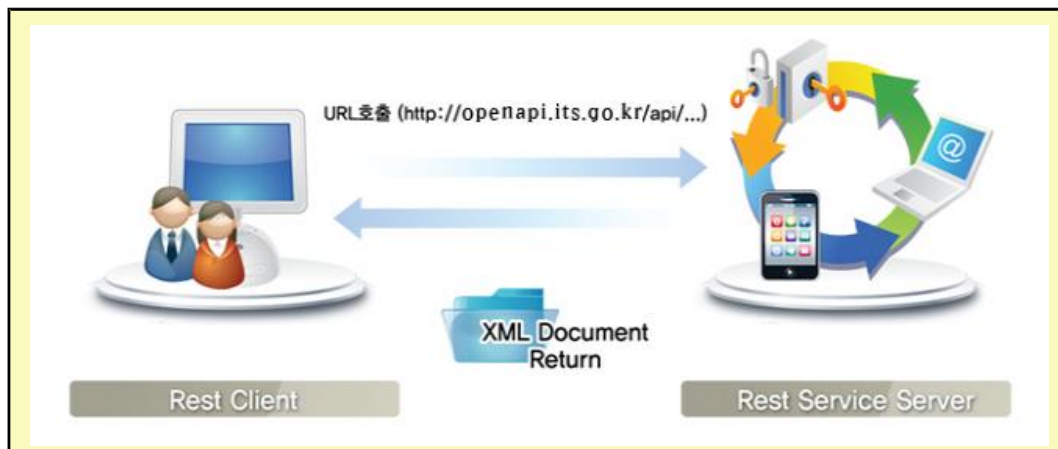 URL호출 (http://openapi.its.go.kr/api/...)
@
XML Document
Return
Rest Client
Rest Service Server